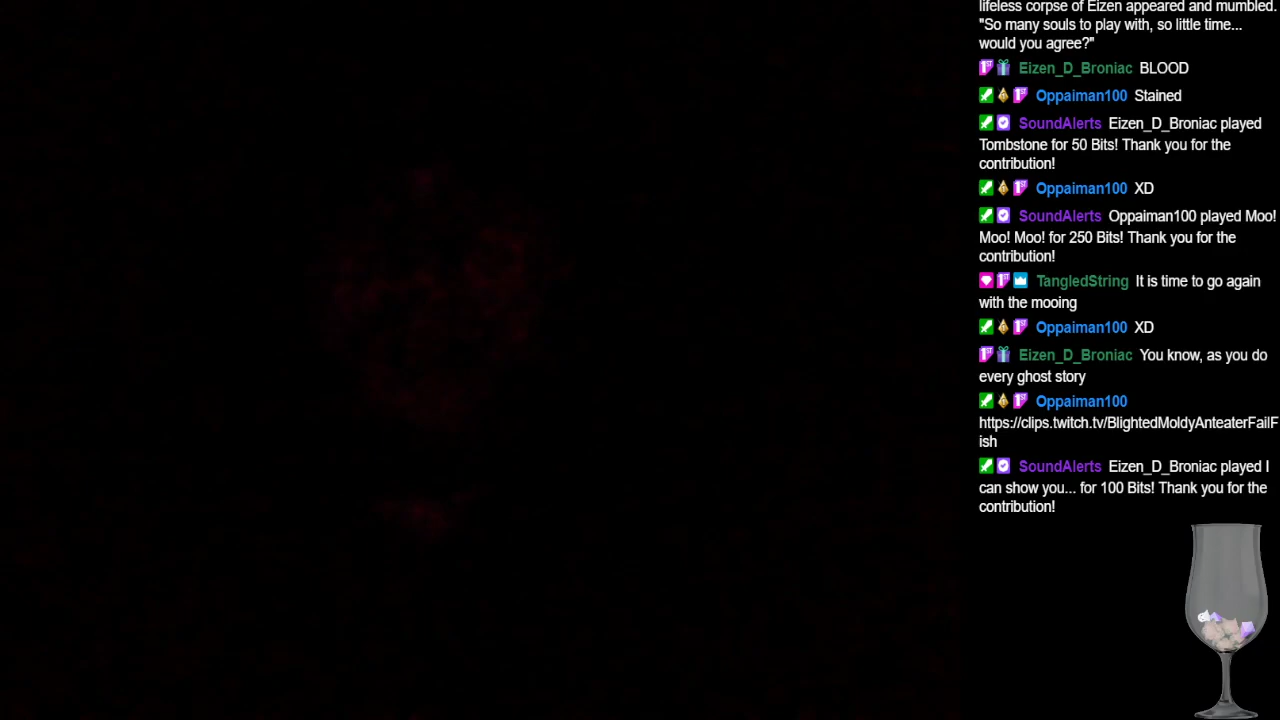 lifeless corpse of Eizen appeared and mumbled.
"So many souls to play with, so little time...
would you agree?"
Eizen_D_Broniac BLOOD
Oppaiman100 Stained
SoundAlerts Eizen_D_Broniac played
Tombstone for 50 Bits! Thank you for the
contribution!
Oppaiman100 XD
SoundAlerts Oppaiman100 played Moo!
Moo! Moo! for 250 Bits! Thank you for the
contribution!
TangledString It is time to go again
with the mooing
Oppaiman100 XD
Eizen_D_Broniac You know, as you do
every ghost story
Oppaiman100
https://clips.twitch.tv/BlightedMoldyAnteaterFailF
ish
SoundAlerts Eizen_D_Broniac played I
can show you... for 100 Bits! Thank you for the
contribution!